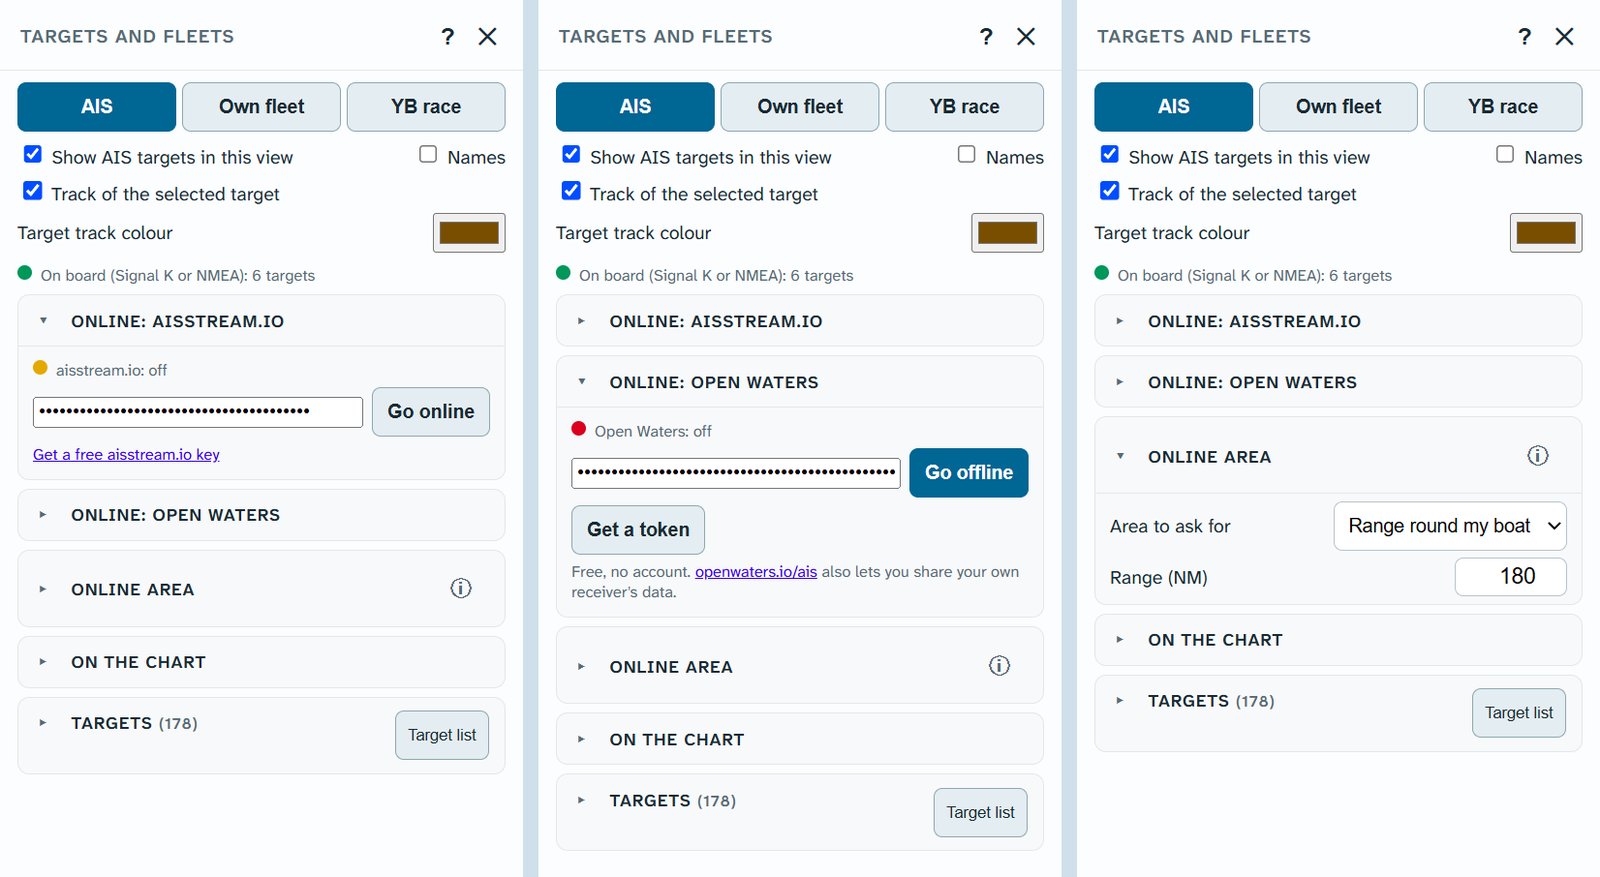 TARGETS AND FLEETS ?
AIS Own fleet YB race
Show AIS targets in this view Names
Track of the selected target
Target track colour
On board (Signal K or NMEA): 6 targets
ONLINE: AISSTREAM.IO
aisstream.io: off
••••••••••••••••••••••••••••••••••••••••
Go online
Get a free aisstream.io key
ONLINE: OPEN WATERS
ONLINE AREA
ON THE CHART
TARGETS (178) Target list
TARGETS AND FLEETS ?
AIS Own fleet YB race
Show AIS targets in this view Names
Track of the selected target
Target track colour
On board (Signal K or NMEA): 6 targets
ONLINE: AISSTREAM.IO
ONLINE: OPEN WATERS
Open Waters: off
•••••••••••••••••••••••••••••••••••••••••••••••
Go offline
Get a token
Free, no account. openwaters.io/ais also lets you share your own
receiver's data.
ONLINE AREA
ON THE CHART
TARGETS (178) Target list
TARGETS AND FLEETS ?
AIS Own fleet YB race
Show AIS targets in this view Names
Track of the selected target
Target track colour
On board (Signal K or NMEA): 6 targets
ONLINE: AISSTREAM.IO
ONLINE: OPEN WATERS
ONLINE AREA
Area to ask for Range round my boat
Range (NM) 180
ON THE CHART
TARGETS (178) Target list